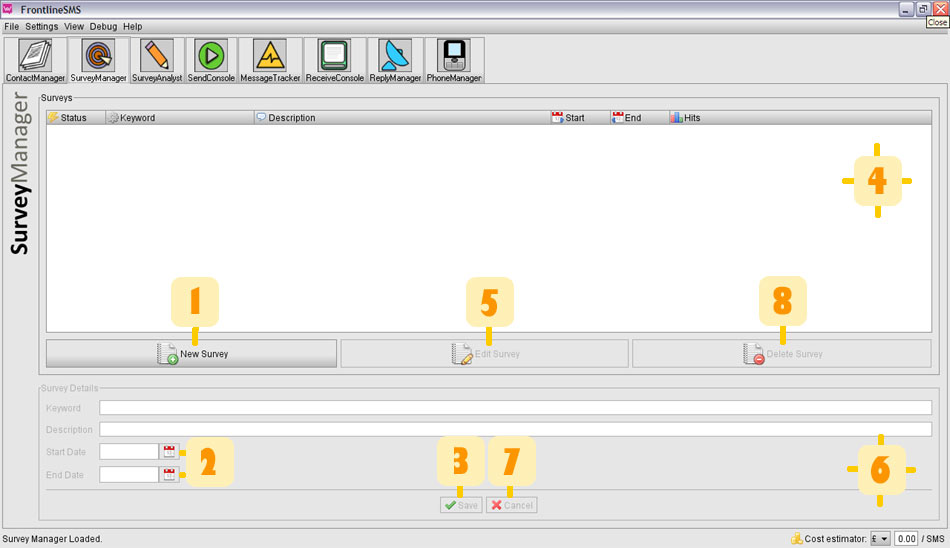 FrontlineSMS
Close
File Settings View Debug Help
ContactManager SurveyManager SurveyAnalyst SendConsole MessageTracker ReceiveConsole ReplyManager PhoneManager
SurveyManager
Surveys
Status Keyword Description Start End Hits
4
1 5 8
New Survey Edit Survey Delete Survey
Survey Details
Keyword
Description
Start Date
2
End Date
3 7 6
Save Cancel
Survey Manager Loaded. Cost estimator: £ 0.00 / SMS